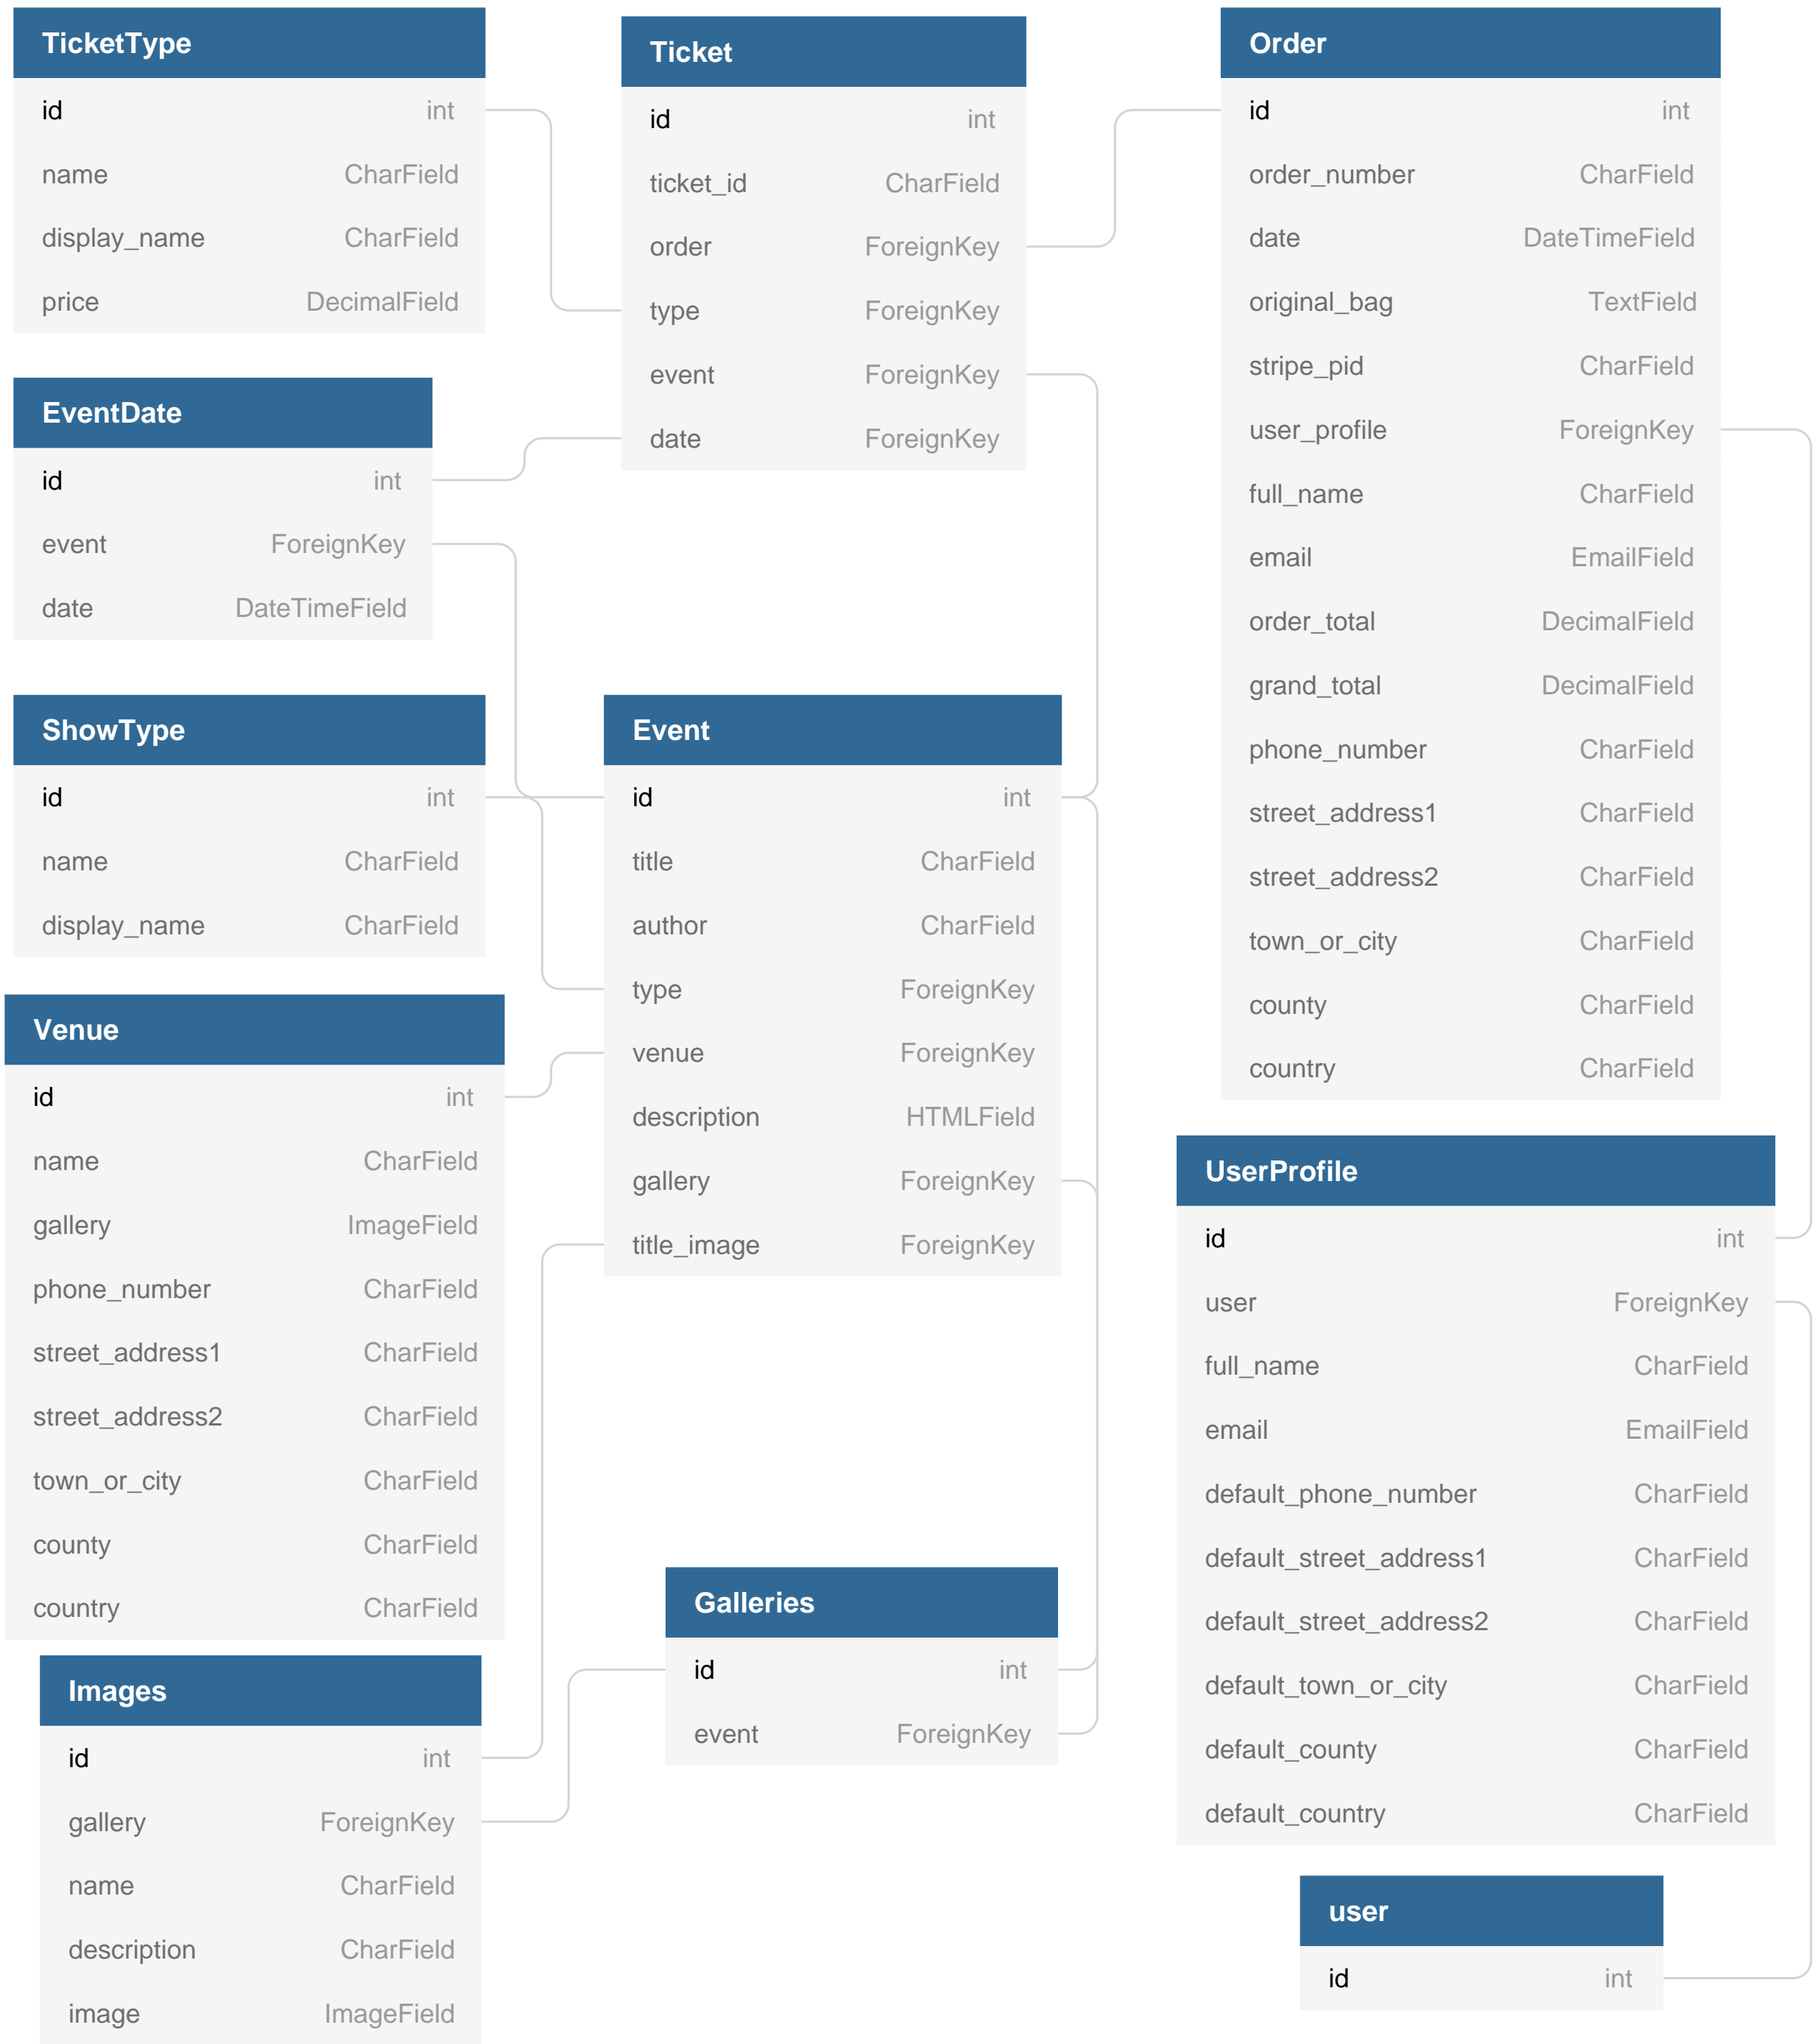 TicketType
id int
name CharField
display_name CharField
price DecimalField
Ticket
id int
ticket_id CharField
order ForeignKey
type ForeignKey
event ForeignKey
date ForeignKey
Order
id int
order_number CharField
date DateTimeField
original_bag TextField
stripe_pid CharField
user_profile ForeignKey
full_name CharField
email EmailField
order_total DecimalField
grand_total DecimalField
phone_number CharField
street_address1 CharField
street_address2 CharField
town_or_city CharField
county CharField
country CharField
EventDate
id int
event ForeignKey
date DateTimeField
ShowType
id int
name CharField
display_name CharField
Event
id int
title CharField
author CharField
type ForeignKey
venue ForeignKey
description HTMLField
gallery ForeignKey
title_image ForeignKey
Venue
id int
name CharField
gallery ImageField
phone_number CharField
street_address1 CharField
street_address2 CharField
town_or_city CharField
county CharField
country CharField
UserProfile
id int
user ForeignKey
full_name CharField
email EmailField
default_phone_number CharField
default_street_address1 CharField
default_street_address2 CharField
default_town_or_city CharField
default_county CharField
default_country CharField
Galleries
id int
event ForeignKey
Images
id int
gallery ForeignKey
name CharField
description CharField
image ImageField
user
id int